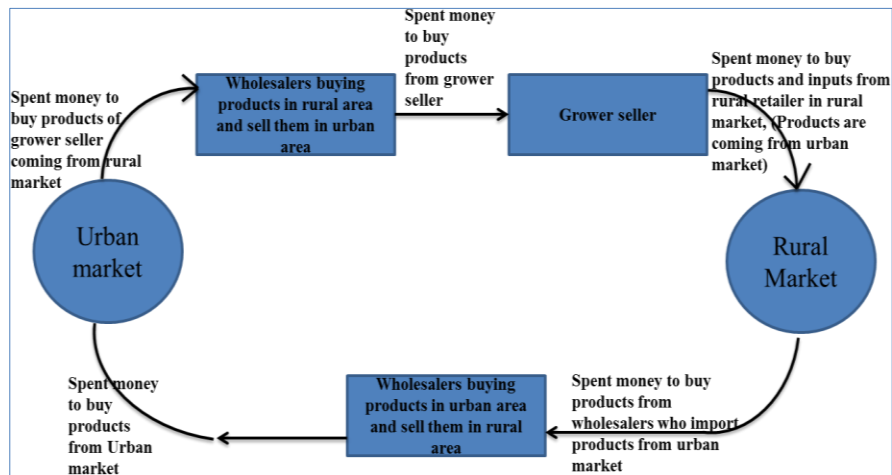 Spent money
to buy
products
from grower
seller
Wholesalers buying
products in rural area
and sell them in urban
area
Grower seller
Spent money to buy
products and inputs from
rural retailer in rural
market, (Products are
coming from urban
market)
Spent money to
buy products of
grower seller
coming from rural
market
Urban
market
Rural
Market
Spent money
to buy
products
from Urban
market
Wholesalers buying
products in urban area
and sell them in rural
area
Spent money to buy
products from
wholesalers who import
products from urban
market